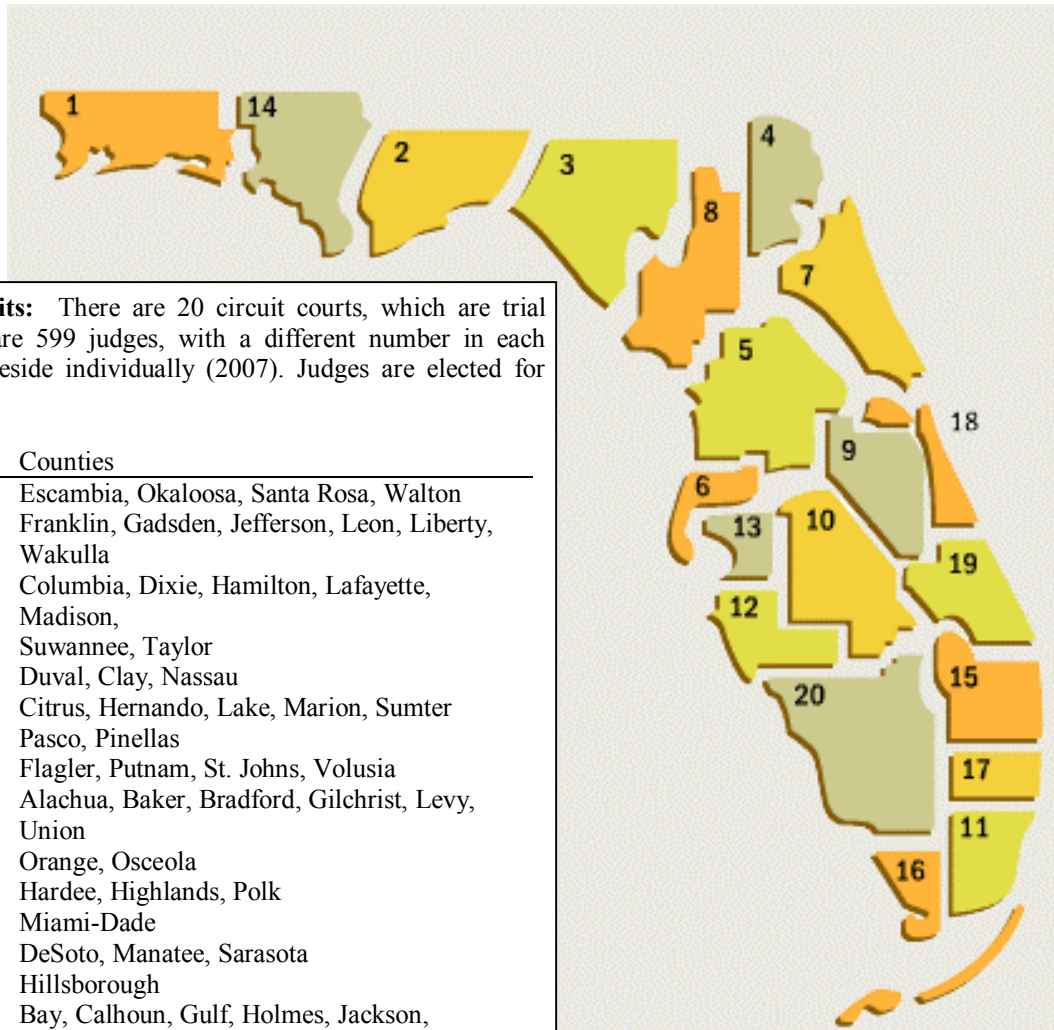 1
14
2
3
4
8
7
its: There are 20 circuit courts, which are trial
are 599 judges, with a different number in each
eside individually (2007). Judges are elected for
5
18
9
Counties
Escambia, Okaloosa, Santa Rosa, Walton
Franklin, Gadsden, Jefferson, Leon, Liberty,
Wakulla
Columbia, Dixie, Hamilton, Lafayette,
Madison,
Suwannee, Taylor
Duval, Clay, Nassau
Citrus, Hernando, Lake, Marion, Sumter
Pasco, Pinellas
Flagler, Putnam, St. Johns, Volusia
Alachua, Baker, Bradford, Gilchrist, Levy,
Union
Orange, Osceola
Hardee, Highlands, Polk
Miami-Dade
DeSoto, Manatee, Sarasota
Hillsborough
Bay, Calhoun, Gulf, Holmes, Jackson,
6
10
13
19
12
15
20
17
11
16